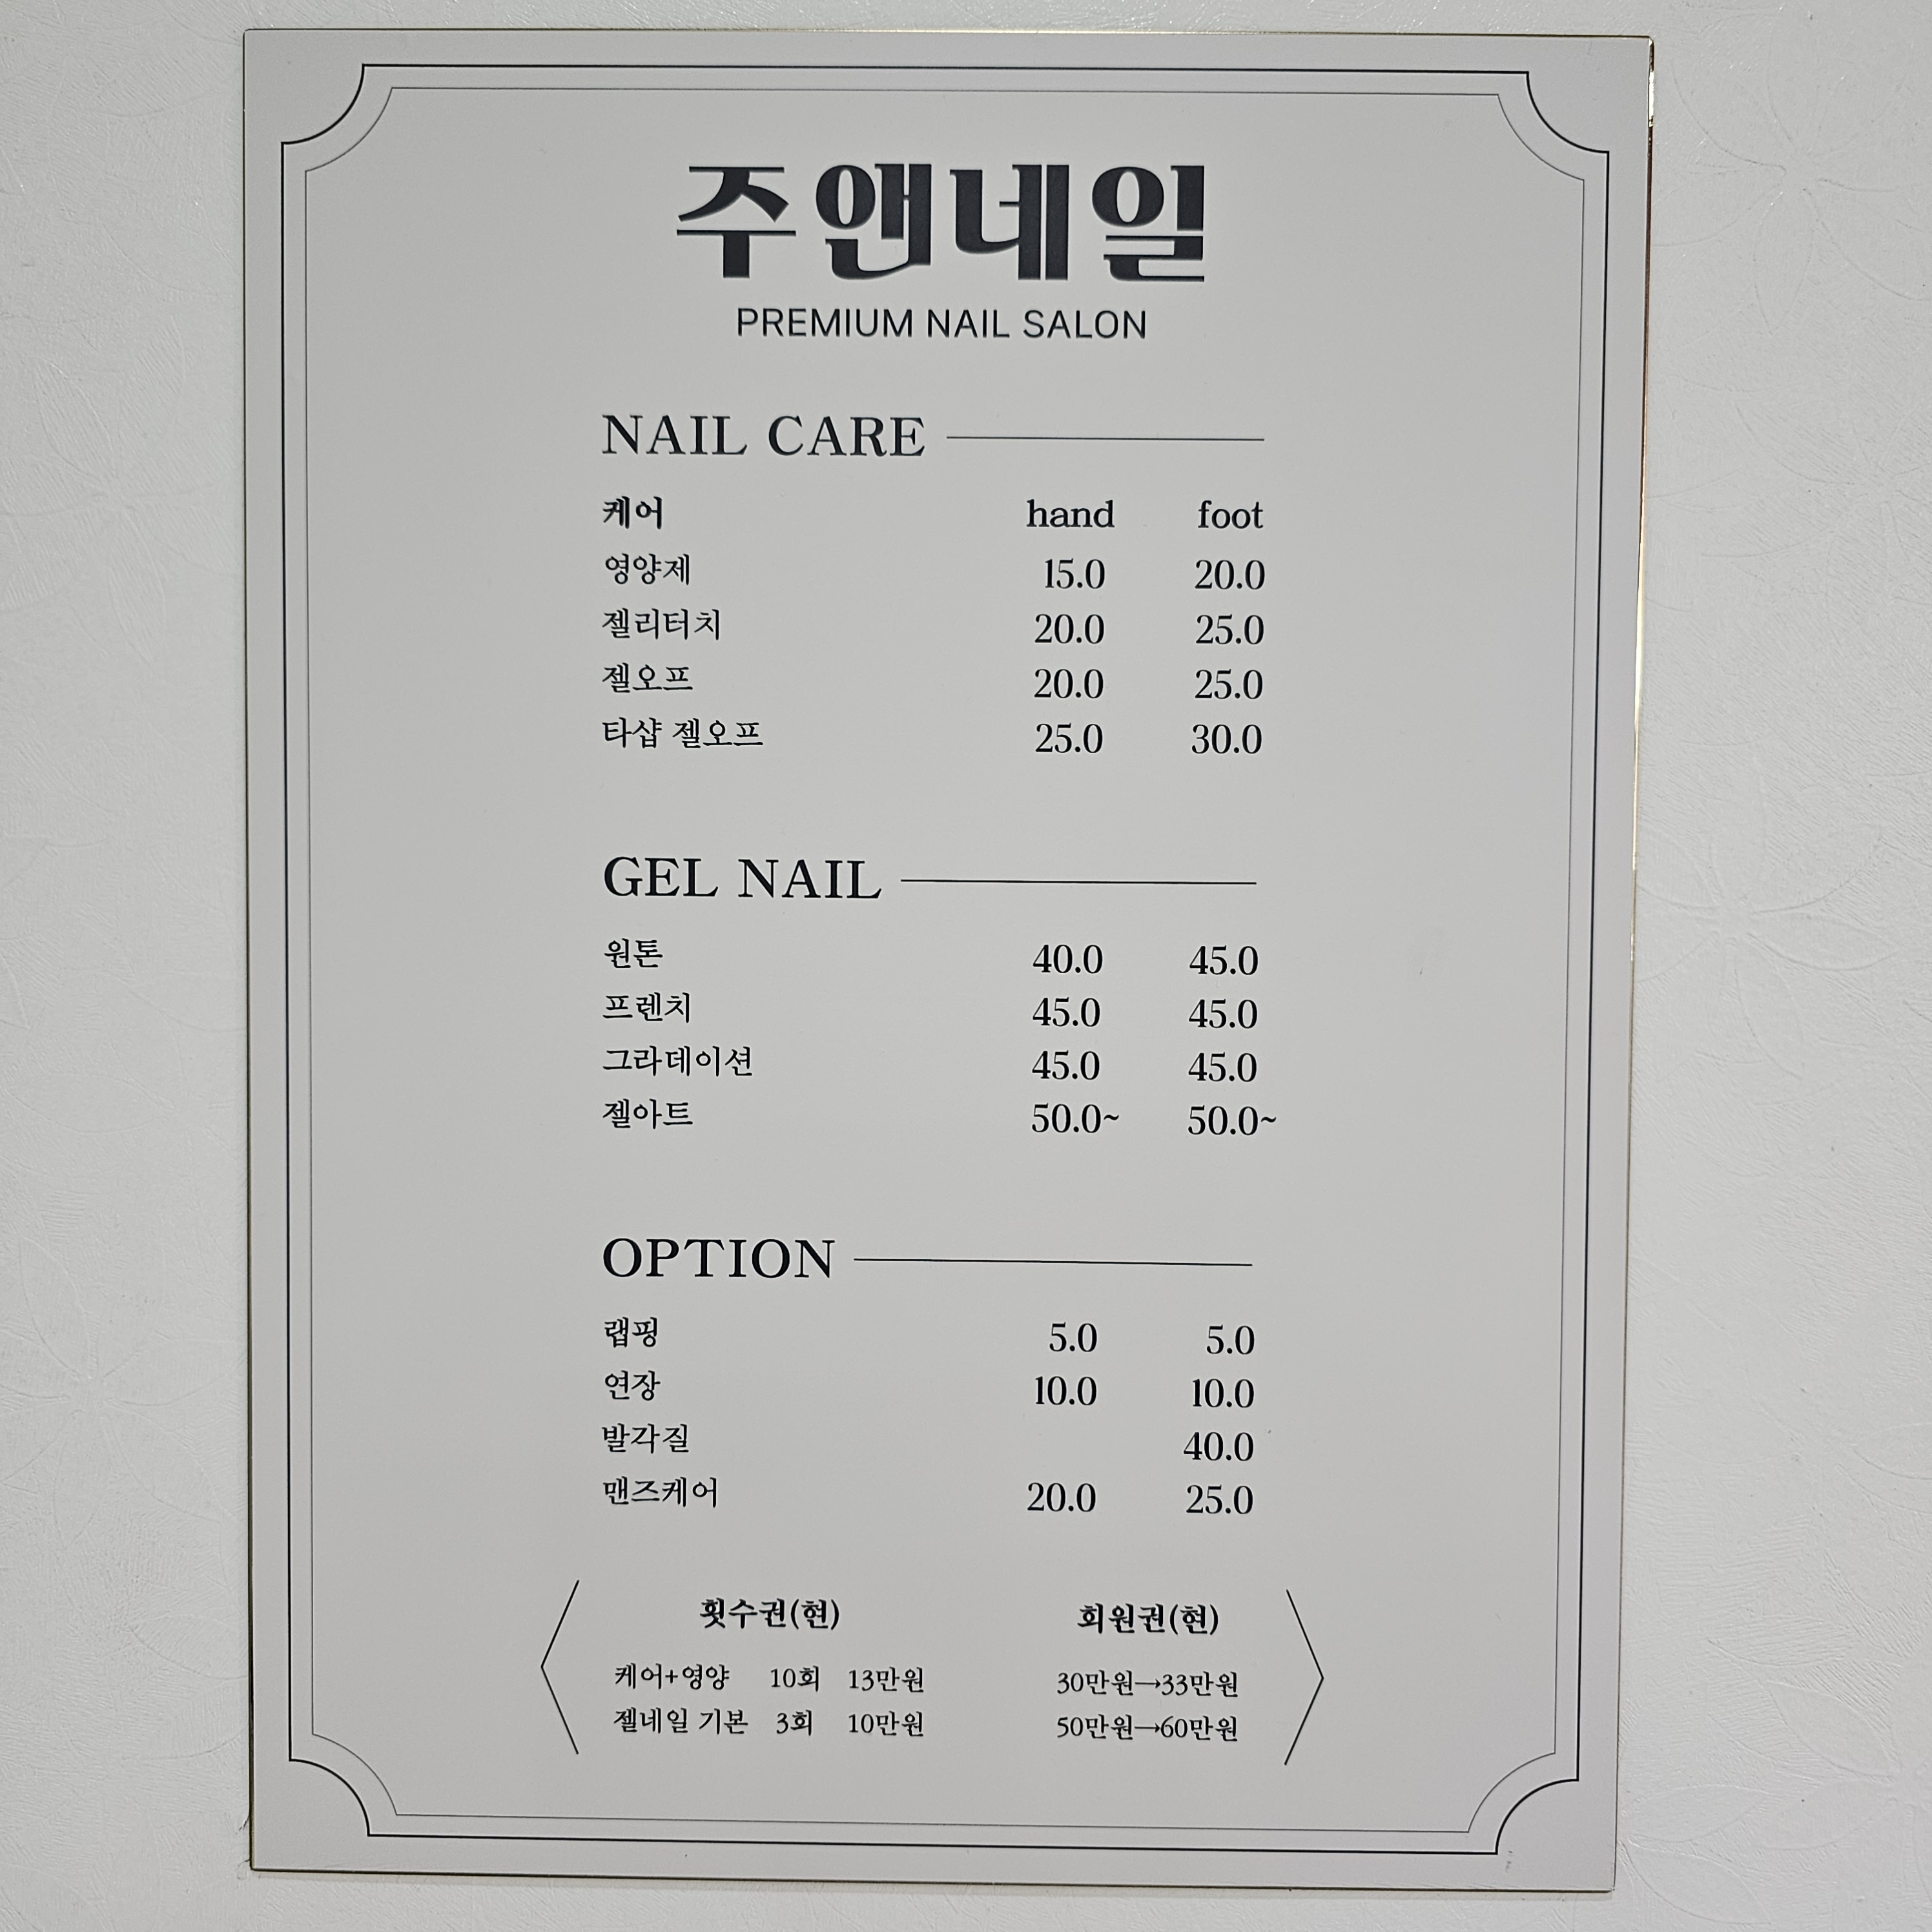 주앤네일
PREMIUM NAIL SALON
NAIL CARE
케어 hand foot
영양제 15.0 20.0
젤리터치 20.0 25.0
젤오프 20.0 25.0
타샵 젤오프 25.0 30.0
GEL NAIL
원톤 40.0 45.0
프렌치 45.0 45.0
그라데이션 45.0 45.0
젤아트 50.0~ 50.0~
OPTION
랩핑 5.0 5.0
연장 10.0 10.0
발각질 40.0
맨즈케어 20.0 25.0
횟수권(현)
케어+영양 10회 13만원
젤네일 기본 3회 10만원
회원권(현)
30만원→33만원
50만원→60만원